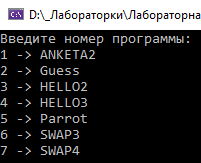 D:\_Лабораторки\Лабораторна
Введите номер программы:
1 -> ANKETA2
2 -> Guess
3 -> HELLO2
4 -> HELLO3
5 -> Parrot
6 -> SWAP3
7 -> SWAP4